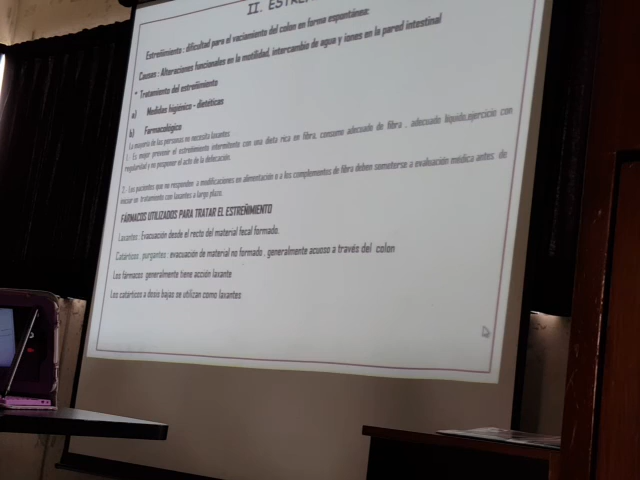 II. ESTREÑ
Estreñimiento : dificultad para el vaciamiento del colon en forma espontánea:
Causas : Alteraciones funcionales en la motilidad, intercambio de agua y iones en la pared intestinal
* Tratamiento del estreñimiento
a) Medidas higiénico - dietéticas
b) Farmacológico
La mayoría de las personas no necesita laxantes
1.- Es mejor prevenir el estreñimiento intermitente con una dieta rica en fibra, consumo adecuado de fibra , adecuado líquido,ejercicio con
regularidad y no posponer el acto de la defecación.
2.- Los pacientes que no responden a modificaciones en alimentación o a los complementos de fibra deben someterse a evaluación médica antes de
iniciar un tratamiento con laxantes a largo plazo.
FÁRMACOS UTILIZADOS PARA TRATAR EL ESTREÑIMIENTO
Laxantes : Evacuación desde el recto del material fecal formado.
Catárticos , purgantes : evacuación de material no formado , generalmente acuoso a través del colon
Los fármacos generalmente tiene acción laxante
Los catárticos a dosis bajas se utilizan como laxantes